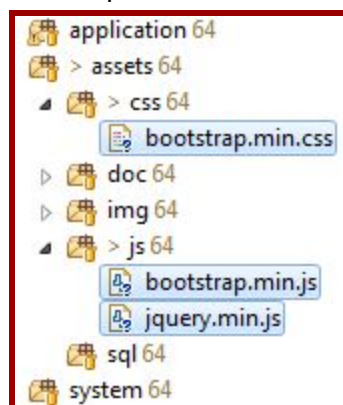 application 64
> assets 64
> css 64
bootstrap.min.css
doc 64
img 64
> js 64
bootstrap.min.js
jquery.min.js
sql 64
system 64